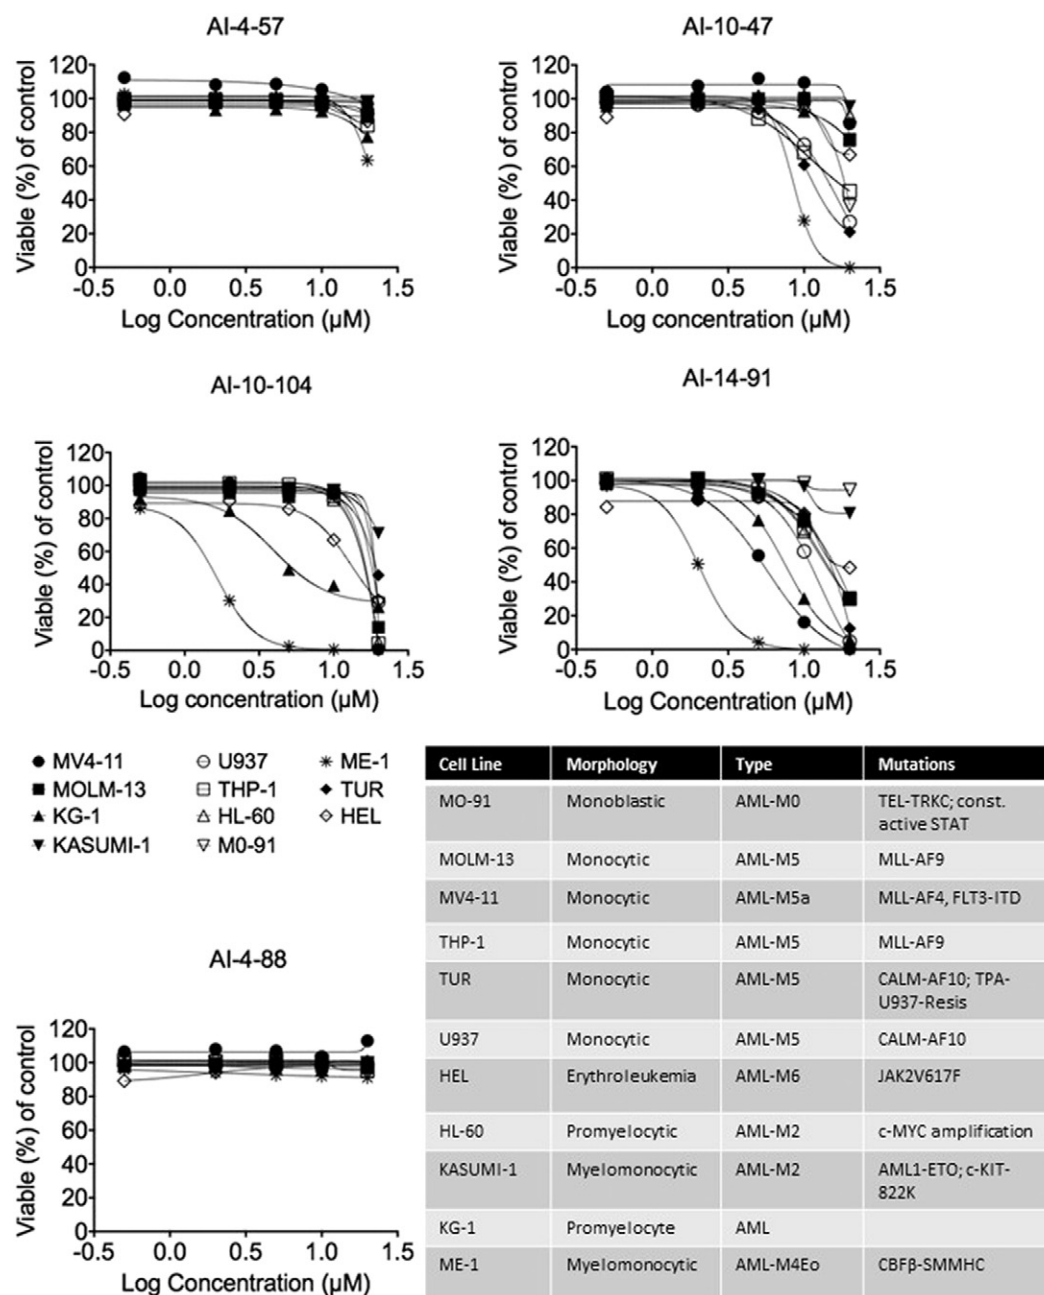 AI-4-57
Viable (%) of control
120
100
80
60
40
20
0
-0.5 0.0 0.5 1.0 1.5
Log Concentration (µM)
AI-10-47
Viable (%) of control
120
100
80
60
40
20
0
-0.5 0.0 0.5 1.0 1.5
Log concentration (µM)
AI-10-104
Viable (%) of control
120
100
80
60
40
20
0
-0.5 0.0 0.5 1.0 1.5
Log concentration (µM)
AI-14-91
Viable (%) of control
120
100
80
60
40
20
0
-0.5 0.0 0.5 1.0 1.5
Log Concentration (µM)
MV4-11 U937 ME-1
MOLM-13 THP-1 TUR
KG-1 HL-60 HEL
KASUMI-1 M0-91
AI-4-88
Viable (%) of control
120
100
80
60
40
20
0
-0.5 0.0 0.5 1.0 1.5
Log Concentration (µM)
Cell Line Morphology Type Mutations
MO-91 Monoblastic AML-M0 TEL-TRKC; const.
active STAT
MOLM-13 Monocytic AML-M5 MLL-AF9
MV4-11 Monocytic AML-M5a MLL-AF4, FLT3-ITD
THP-1 Monocytic AML-M5 MLL-AF9
TUR Monocytic AML-M5 CALM-AF10; TPA-
U937-Resis
U937 Monocytic AML-M5 CALM-AF10
HEL Erythroleukemia AML-M6 JAK2V617F
HL-60 Promyelocytic AML-M2 c-MYC amplification
KASUMI-1 Myelomonocytic AML-M2 AML1-ETO; c-KIT-
822K
KG-1 Promyelocyte AML
ME-1 Myelomonocytic AML-M4Eo CBFβ-SMMHC